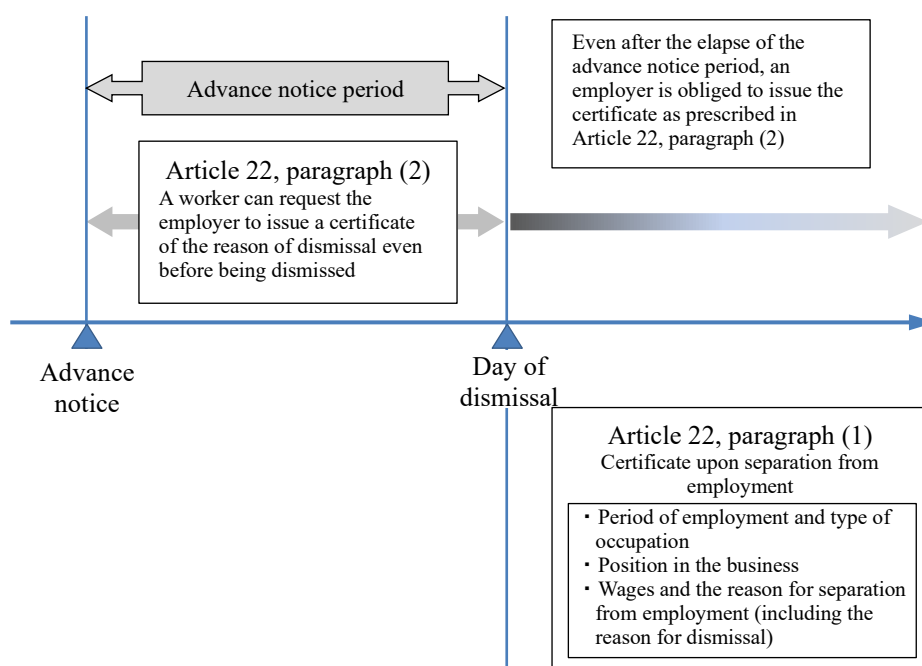 Advance notice period
Even after the elapse of the
advance notice period, an
employer is obliged to issue the
certificate as prescribed in
Article 22, paragraph (2)
Article 22, paragraph (2)
A worker can request the
employer to issue a certificate
of the reason of dismissal even
before being dismissed
Advance
notice
Day of
dismissal
Article 22, paragraph (1)
Certificate upon separation from
employment
・Period of employment and type of
occupation
・Position in the business
・Wages and the reason for separation
from employment (including the
reason for dismissal)